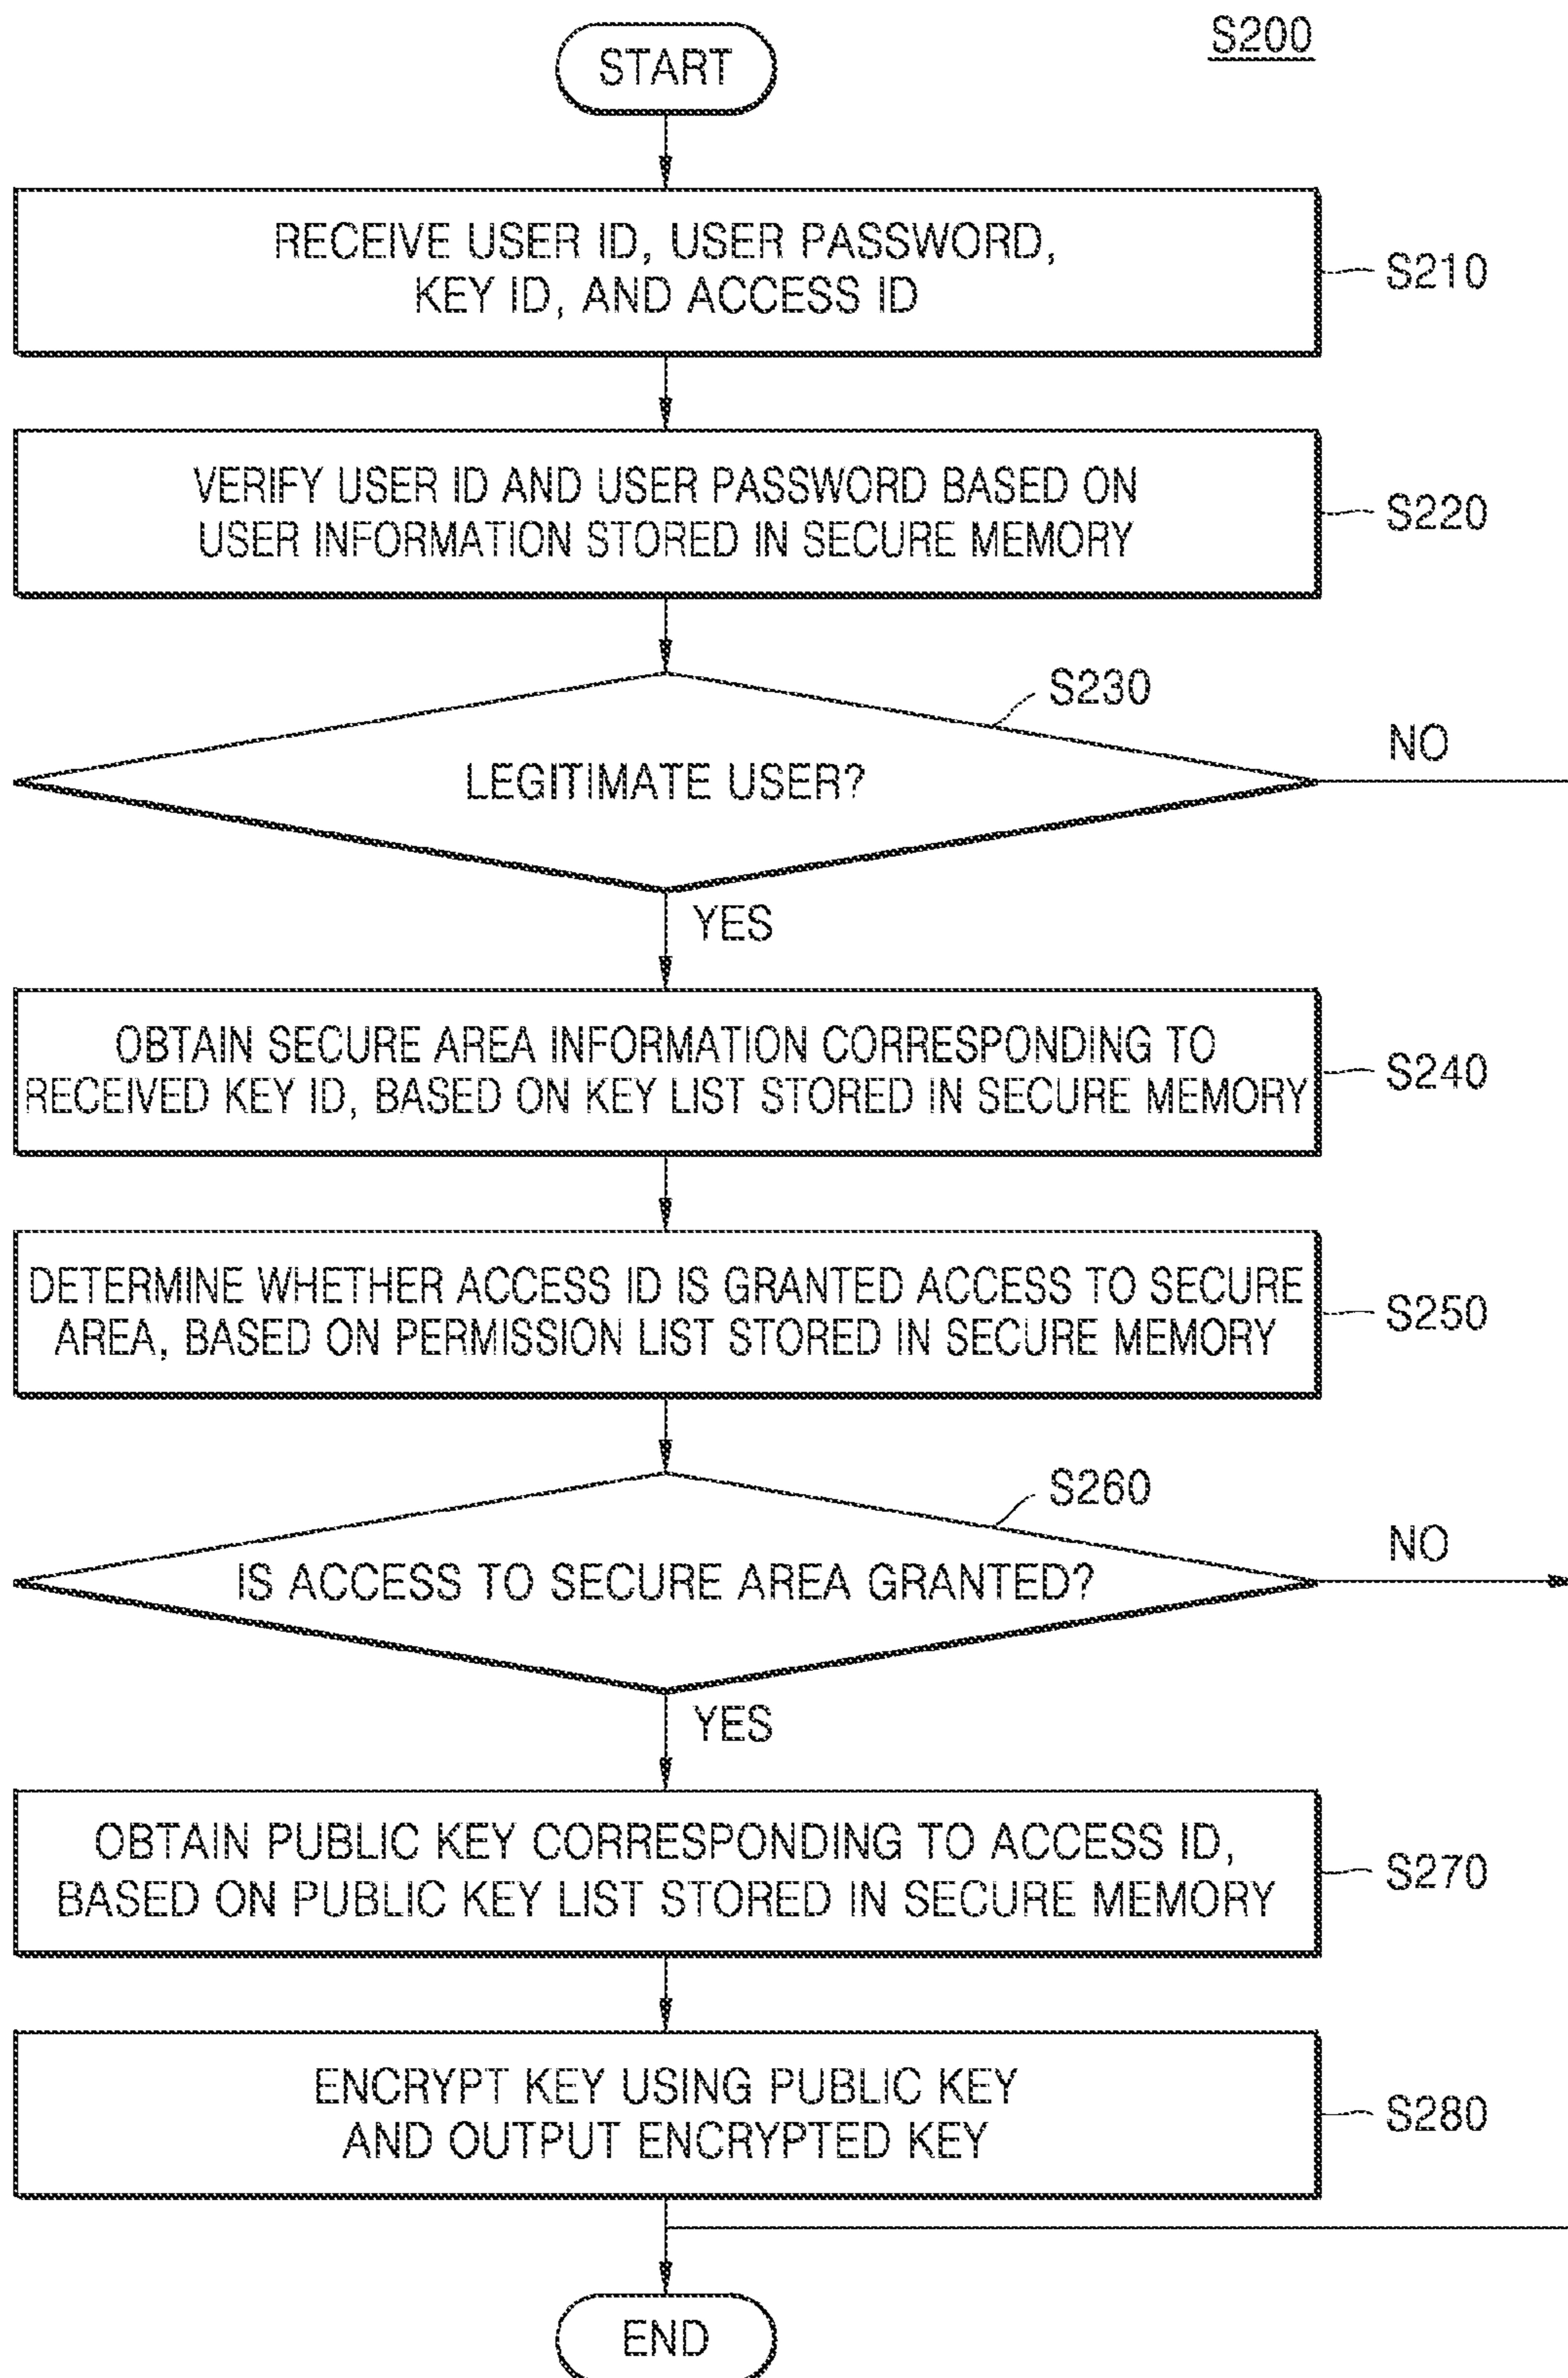 S200
START
RECEIVE USER ID, USER PASSWORD,
KEY ID, AND ACCESS ID
S210
VERIFY USER ID AND USER PASSWORD BASED ON
USER INFORMATION STORED IN SECURE MEMORY
S220
S230
LEGITIMATE USER?
NO
YES
OBTAIN SECURE AREA INFORMATION CORRESPONDING TO
RECEIVED KEY ID, BASED ON KEY LIST STORED IN SECURE MEMORY
S240
DETERMINE WHETHER ACCESS ID IS GRANTED ACCESS TO SECURE
AREA, BASED ON PERMISSION LIST STORED IN SECURE MEMORY
S250
S260
IS ACCESS TO SECURE AREA GRANTED?
NO
YES
OBTAIN PUBLIC KEY CORRESPONDING TO ACCESS ID,
BASED ON PUBLIC KEY LIST STORED IN SECURE MEMORY
S270
ENCRYPT KEY USING PUBLIC KEY
AND OUTPUT ENCRYPTED KEY
S280
END